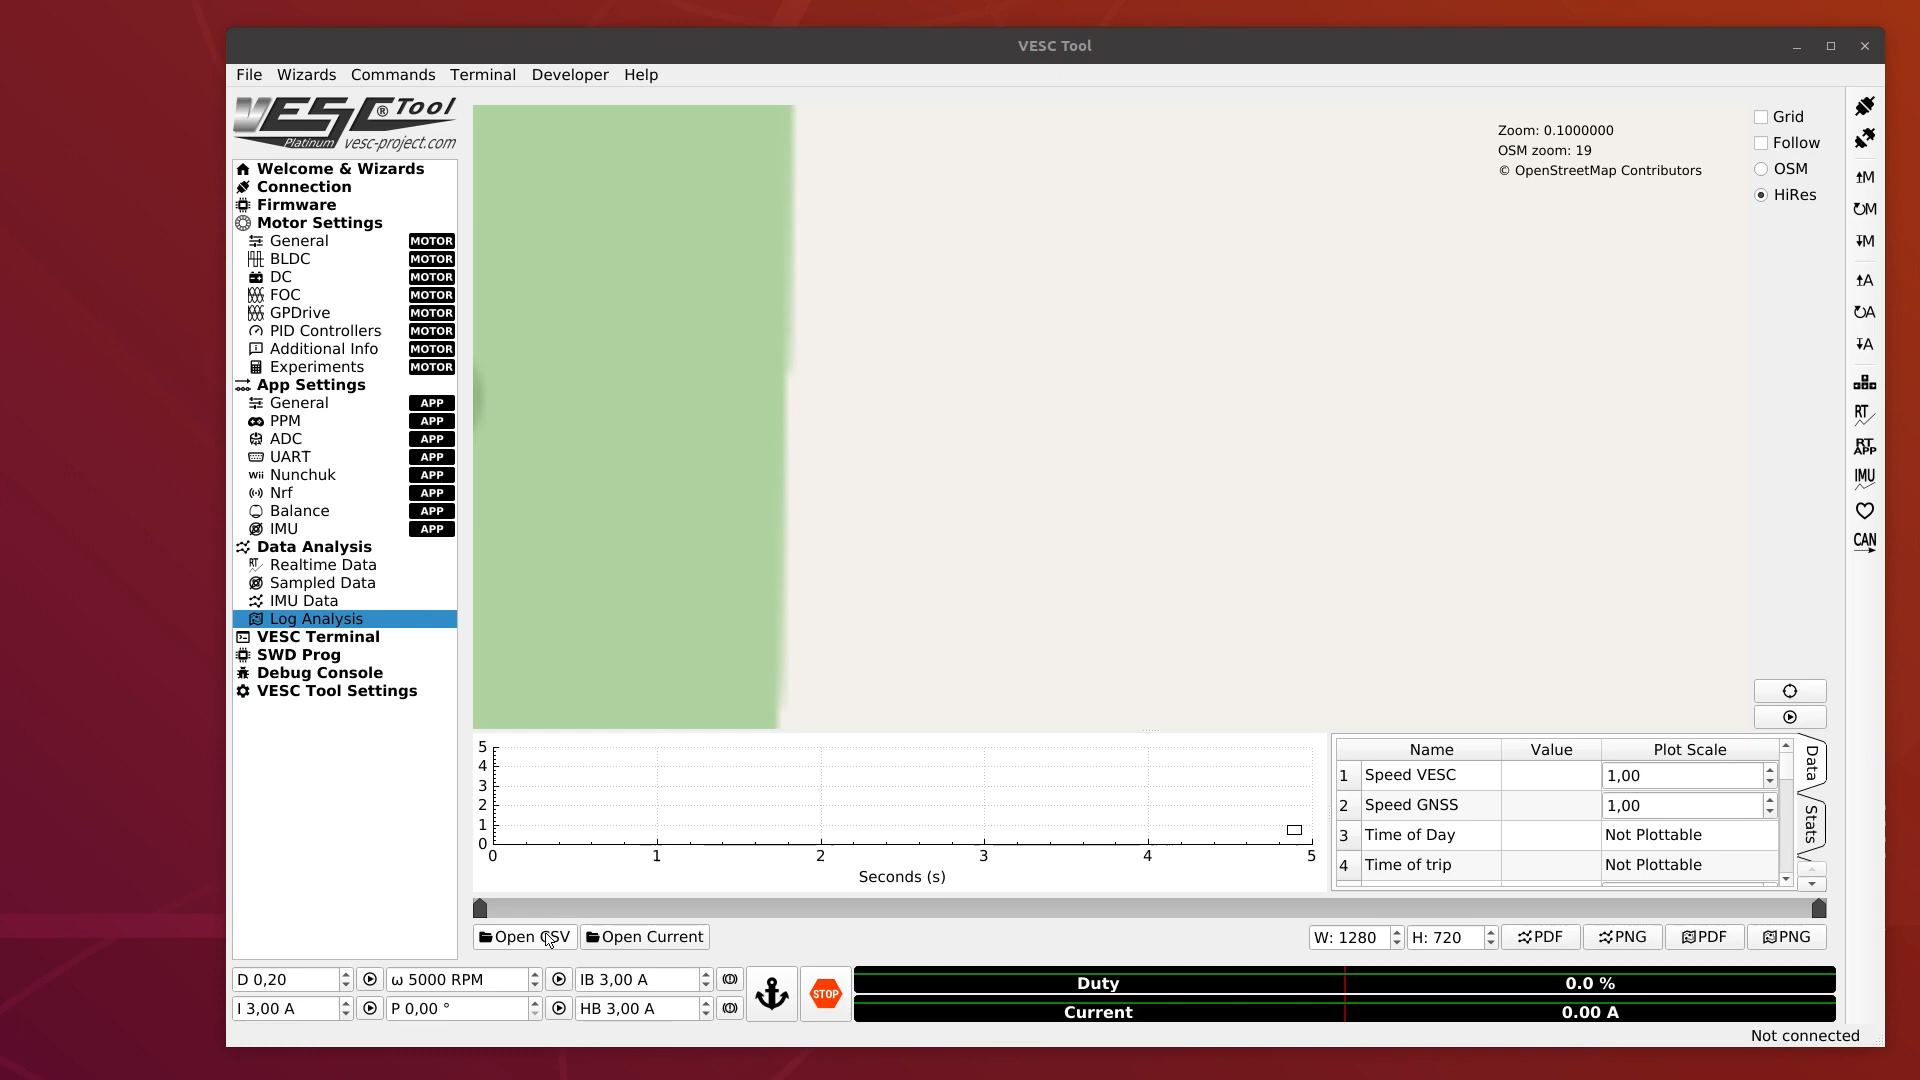 VESC Tool
File Wizards Commands Terminal Developer Help
VESC® Tool
Platinum vesc-project.com
Welcome & Wizards
Connection
Firmware
Motor Settings
General MOTOR
BLDC MOTOR
DC MOTOR
FOC MOTOR
GPDrive MOTOR
PID Controllers MOTOR
Additional Info MOTOR
Experiments MOTOR
App Settings
General APP
PPM APP
ADC APP
UART APP
Wii Nunchuk APP
Nrf APP
Balance APP
IMU APP
Data Analysis
RT Realtime Data
Sampled Data
IMU Data
Log Analysis
VESC Terminal
SWD Prog
Debug Console
VESC Tool Settings
Zoom: 0.1000000
OSM zoom: 19
© OpenStreetMap Contributors
Grid
Follow
OSM
HiRes
M
M
M
A
A
A
RT
RT
APP
IMU
CAN
5
4
3
2
1
0
0 1 2 3 4 5
Seconds (s)
Name Value Plot Scale
1 Speed VESC 1,00
2 Speed GNSS 1,00
3 Time of Day Not Plottable
4 Time of trip Not Plottable
Data
Stats
Open CSV Open Current W: 1280 H: 720 PDF PNG PDF PNG
D 0,20 ω 5000 RPM IB 3,00 A
I 3,00 A P 0,00 ° HB 3,00 A
STOP
Duty 0.0 %
Current 0.00 A
Not connected